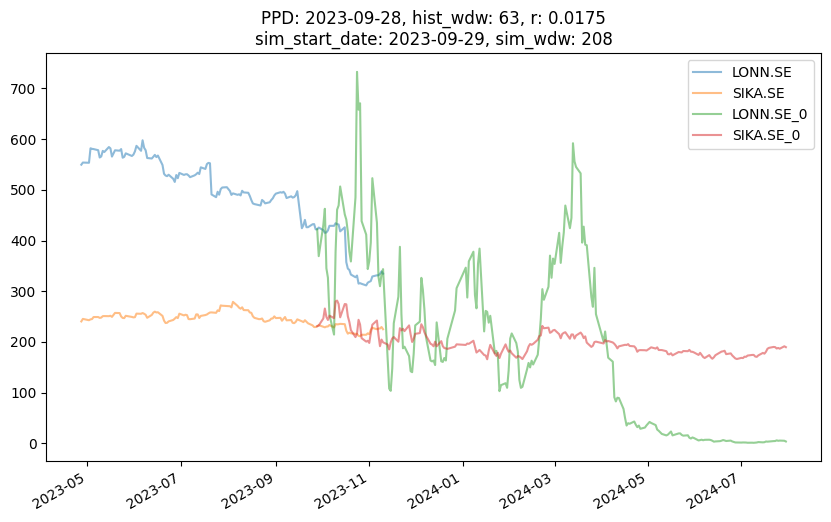 PPD: 2023-09-28, hist_wdw: 63, r: 0.0175
sim_start_date: 2023-09-29, sim_wdw: 208
LONN.SE
SIKA.SE
LONN.SE_0
SIKA.SE_0
700
600
500
400
300
200
100
0
2023-05
2023-07
2023-09
2023-11
2024-01
2024-03
2024-05
2024-07